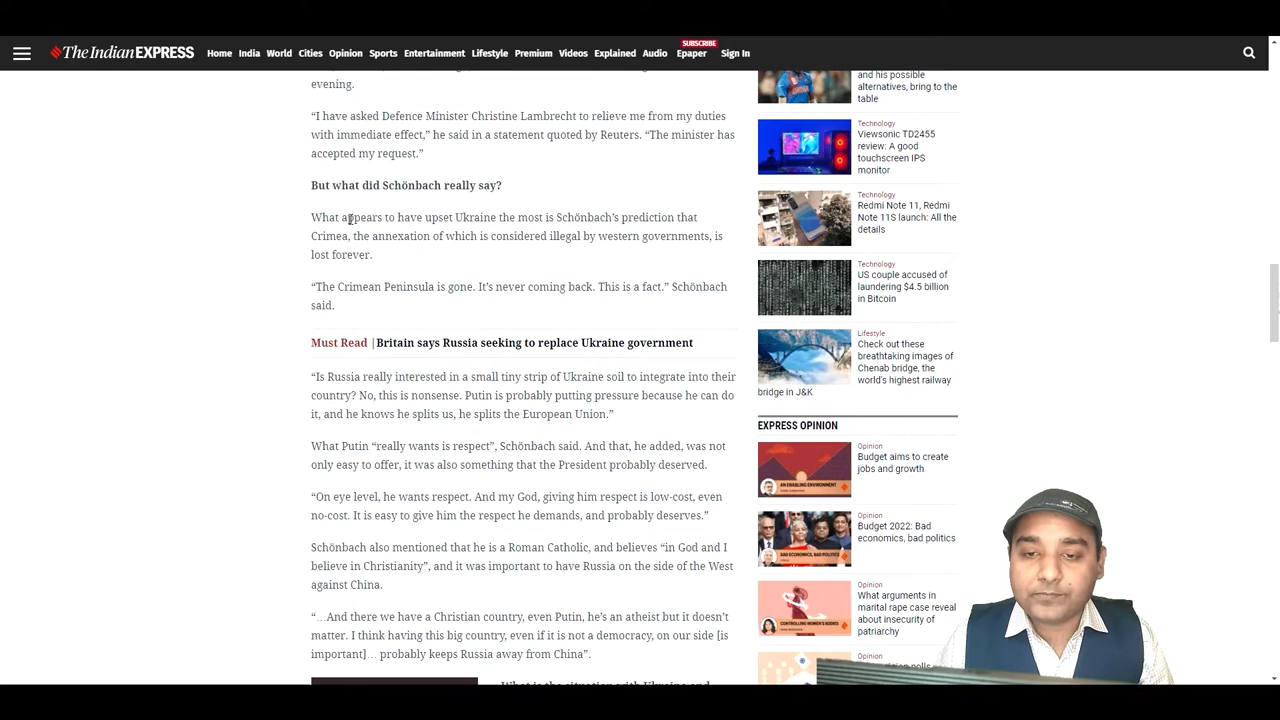 The Indian EXPRESS
Home India World Cities Opinion Sports Entertainment Lifestyle Premium Videos Explained Audio Epaper Sign In
SUBSCRIBE
evening.
“I have asked Defence Minister Christine Lambrecht to relieve me from my duties
with immediate effect,” he said in a statement quoted by Reuters. “The minister has
accepted my request.”
But what did Schönbach really say?
What appears to have upset Ukraine the most is Schönbach’s prediction that
Crimea, the annexation of which is considered illegal by western governments, is
lost forever.
“The Crimean Peninsula is gone. It’s never coming back. This is a fact.” Schönbach
said.
Must Read |Britain says Russia seeking to replace Ukraine government
“Is Russia really interested in a small tiny strip of Ukraine soil to integrate into their
country? No, this is nonsense. Putin is probably putting pressure because he can do
it, and he knows he splits us, he splits the European Union.”
What Putin “really wants is respect”, Schönbach said. And that, he added, was not
only easy to offer, it was also something that the President probably deserved.
“On eye level, he wants respect. And my God, giving him respect is low-cost, even
no-cost. It is easy to give him the respect he demands, and probably deserves.”
Schönbach also mentioned that he is a Roman Catholic, and believes “in God and I
believe in Christianity”, and it was important to have Russia on the side of the West
against China.
“…And there we have a Christian country, even Putin, he’s an atheist but it doesn’t
matter. I think having this big country, even if it is not a democracy, on our side [is
important]… probably keeps Russia away from China”.
and his possible
alternatives, bring to the
table
Technology
Viewsonic TD2455
review: A good
touchscreen IPS
monitor
Technology
Redmi Note 11, Redmi
Note 11S launch: All the
details
Technology
US couple accused of
laundering $4.5 billion
in Bitcoin
Lifestyle
Check out these
breathtaking images of
Chenab bridge, the
world's highest railway
bridge in J&K
EXPRESS OPINION
Opinion
Budget aims to create
jobs and growth
AN ENABLING ENVIRONMENT
Opinion
Budget 2022: Bad
economics, bad politics
BAD ECONOMICS, BAD POLITICS
Opinion
What arguments in
marital rape case reveal
about insecurity of
patriarchy
CONTROLLING WOMEN'S BODIES
Opinion